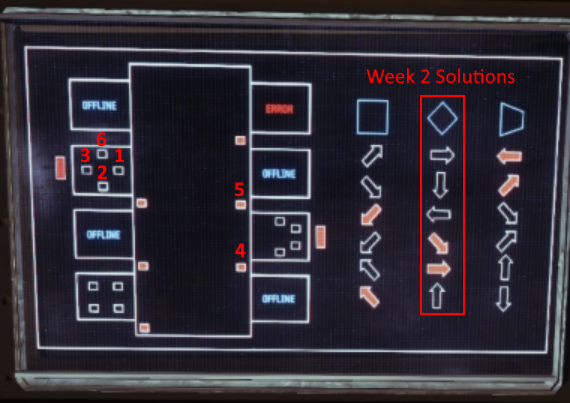 Week 2 Solutions
OFFLINE
ERROR
6
3 1
2
OFFLINE
5
OFFLINE
4
OFFLINE